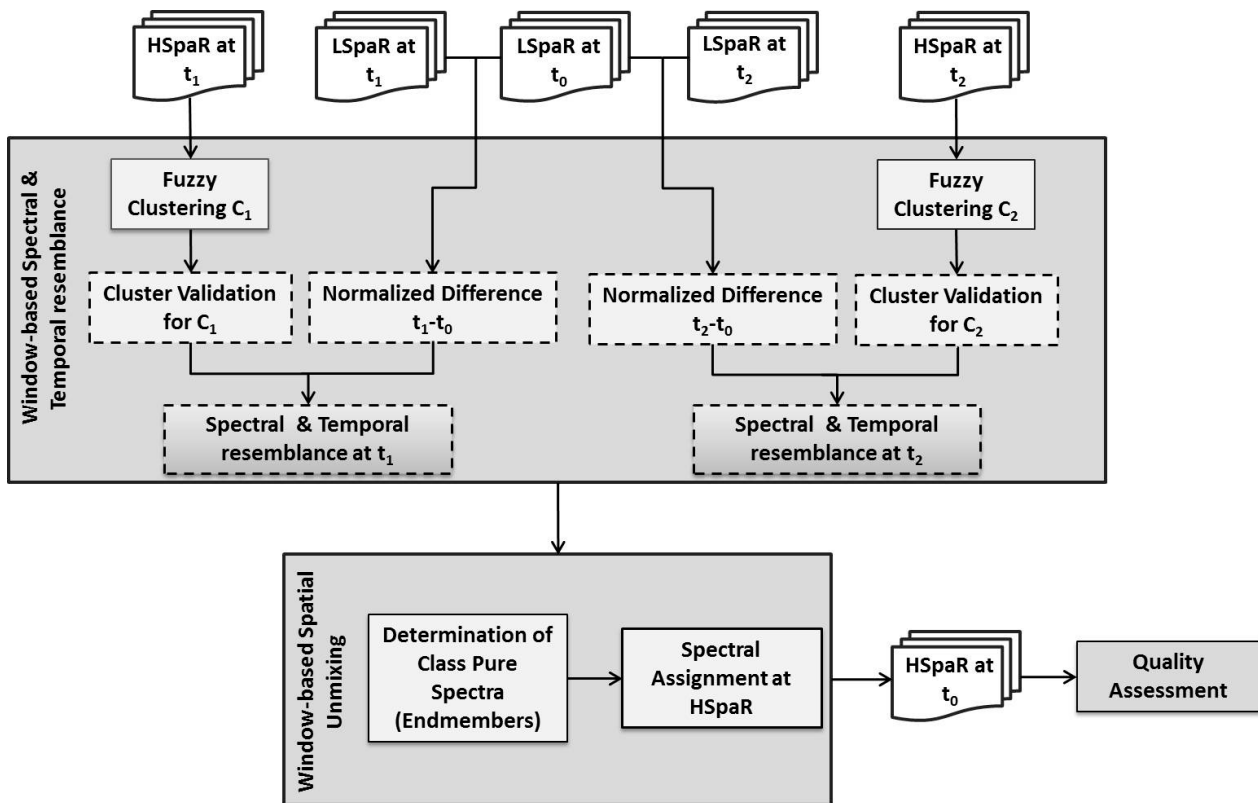 HSpaR at
t₁
LSpaR at
t₁
LSpaR at
t₀
LSpaR at
t₂
HSpaR at
t₂
Window-based Spectral &
Temporal resemblance
Fuzzy
Clustering C₁
Fuzzy
Clustering C₂
Cluster Validation
for C₁
Normalized Difference
t₁-t₀
Normalized Difference
t₂-t₀
Cluster Validation
for C₂
Spectral & Temporal
resemblance at t₁
Spectral & Temporal
resemblance at t₂
Window-based Spatial
Unmixing
Determination of
Class Pure
Spectra
(Endmembers)
Spectral
Assignment at
HSpaR
HSpaR at
t₀
Quality
Assessment